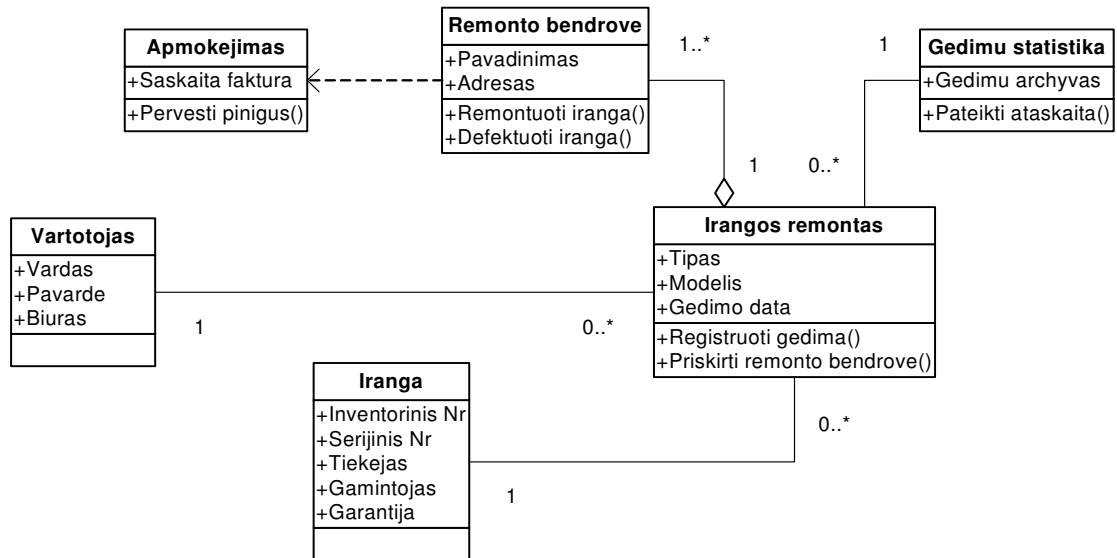 Apmokejimas
+Saskaita faktura
+Pervesti pinigus()
Remonto bendrove
+Pavadinimas
+Adresas
+Remontuoti iranga()
+Defektuoti iranga()
1..*
1
Gedimu statistika
+Gedimu archyvas
+Pateikti ataskaita()
1
0..*
Vartotojas
+Vardas
+Pavarde
+Biuras
1
0..*
Irangos remontas
+Tipas
+Modelis
+Gedimo data
+Registruoti gedima()
+Priskirti remonto bendrove()
Iranga
+Inventorinis Nr
+Serijinis Nr
+Tiekejas
+Gamintojas
+Garantija
1
0..*